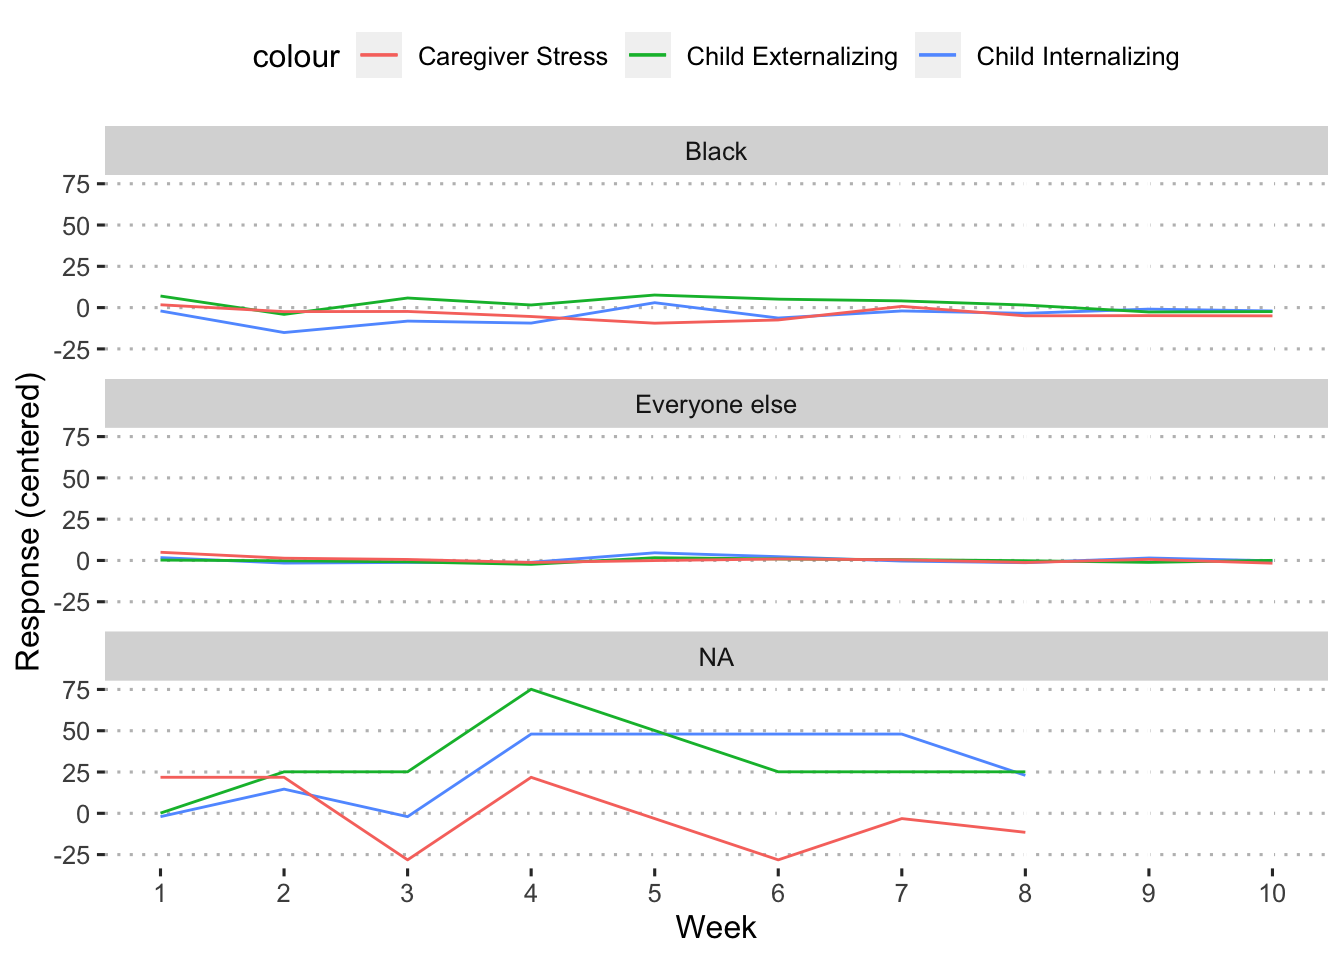 colour Caregiver Stress Child Externalizing Child Internalizing
Black
75
50
25
0
-25
Everyone else
75
50
25
0
-25
NA
75
50
25
0
-25
Response (centered)
1 2 3 4 5 6 7 8 9 10
Week